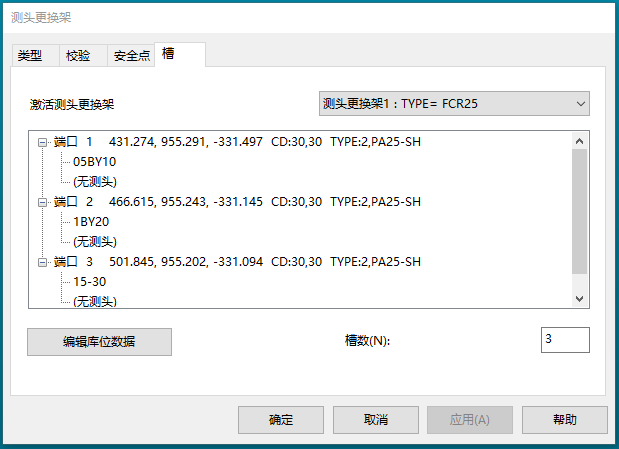 测头更换架
类型 校验 安全点 槽
激活测头更换架 测头更换架1 : TYPE= FCR25
端口 1 431.274, 955.291, -331.497 CD:30,30 TYPE:2,PA25-SH
05BY10
(无测头)
端口 2 466.615, 955.243, -331.145 CD:30,30 TYPE:2,PA25-SH
1BY20
(无测头)
端口 3 501.845, 955.202, -331.094 CD:30,30 TYPE:2,PA25-SH
15-30
(无测头)
编辑库位数据 槽数(N): 3
确定 取消 应用(A) 帮助